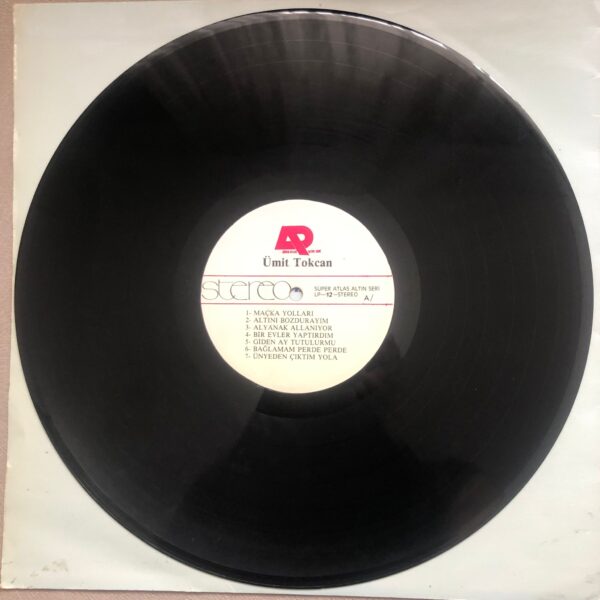 AP
Ümit Tokcan
stereo
SÜPER ATLAS ALTIN SERİ
LP-12-STEREO A/
1- MAÇKA YOLLARI
2- ALTINI BOZDURAYIM
3- ALYANAK ALLANIYOR
4- BİR EVLER YAPTIRDIM
5- GİDEN AY TUTULURMU
6- BAĞLAMAM PERDE PERDE
7- ÜNYEDEN ÇIKTIM YOLA